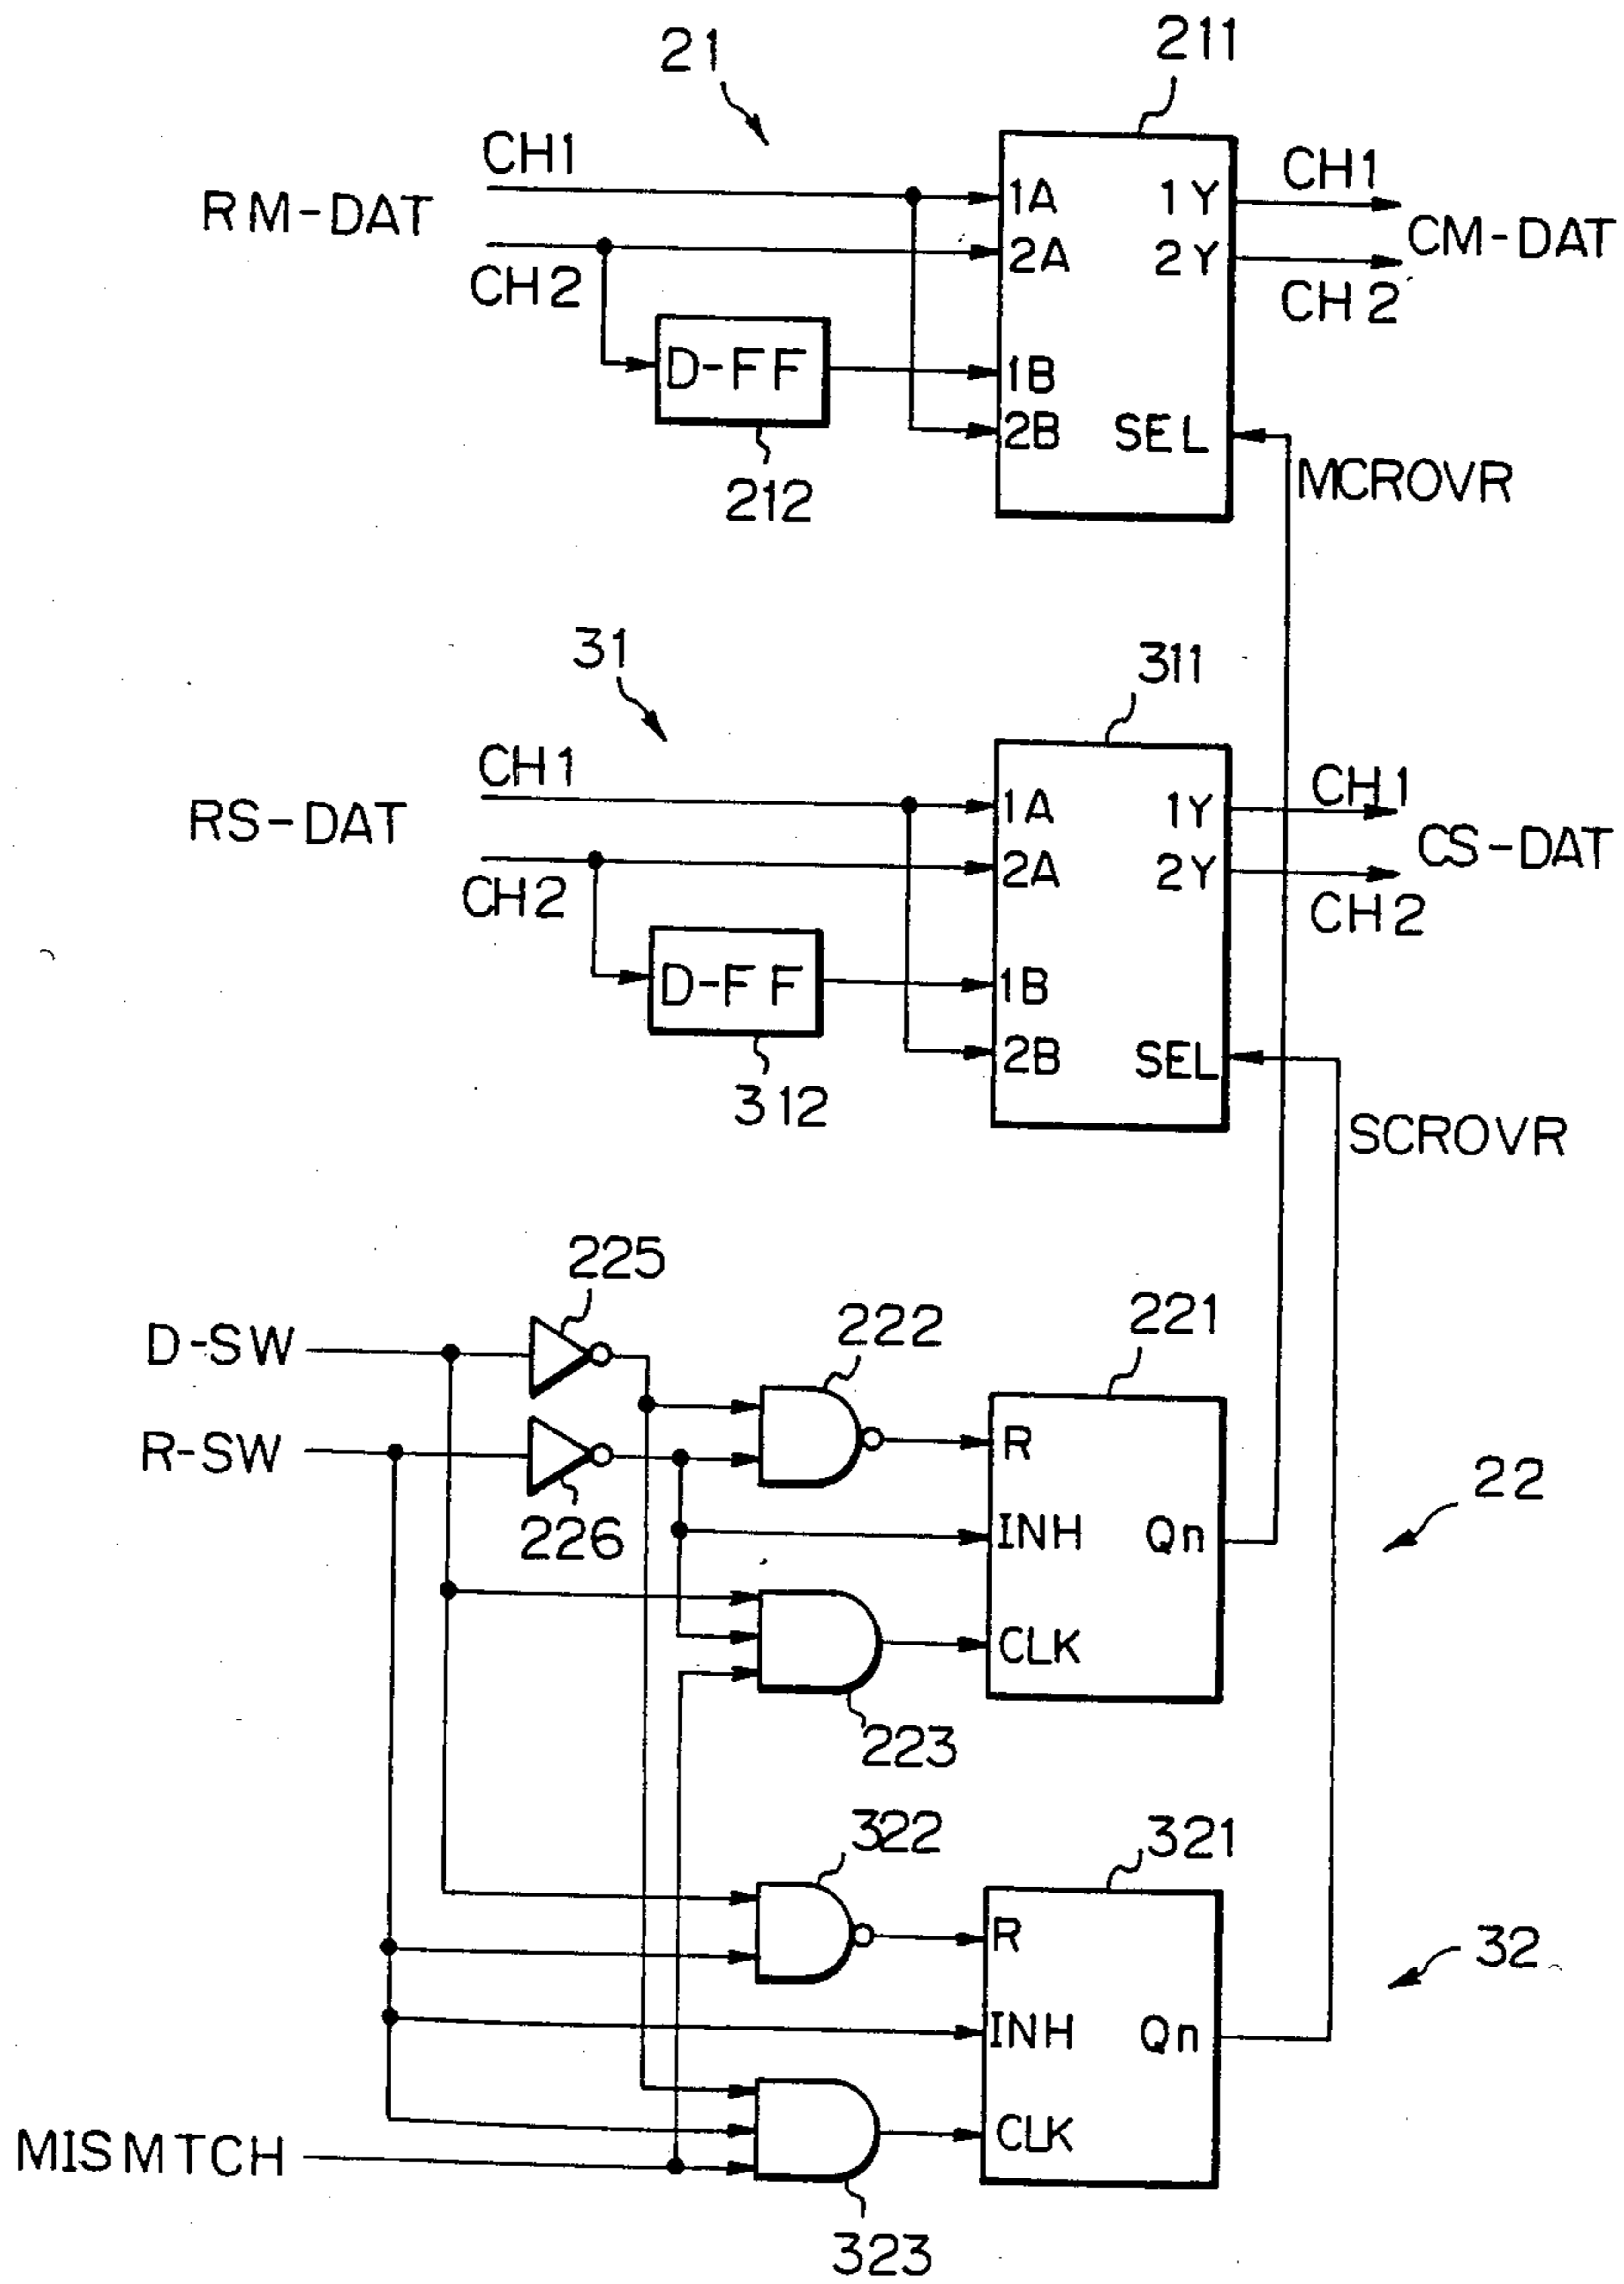 21
211
CH1
RM-DAT
CH2
1A
2A
1B
2B
1Y
2Y
SEL
CH1
CM-DAT
CH2
D-FF
212
MCROVR
31
311
CH1
RS-DAT
CH2
1A
2A
1B
2B
1Y
2Y
SEL
CH1
CS-DAT
CH2
D-FF
312
SCROVR
225
D-SW
222
221
R-SW
226
R
INH
Qn
CLK
22
223
322
321
R
INH
Qn
CLK
32
MISMTCH
323